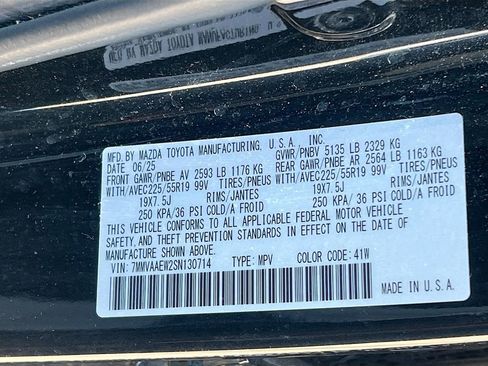 MFD. BY MAZDA TOYOTA MANUFACTURING, U.S.A., INC.
DATE 06/25 GVWR/PNBV 5135 LB 2329 KG
FRONT GAWR/PNBE AV 2593 LB 1176 KG REAR GAWR/PNBE AR 2564 LB 1163 KG
WITH/AVEC225/55R19 99V TIRES/PNEUS WITH/AVEC225/55R19 99V TIRES/PNEUS
19X7.5J RIMS/JANTES 19X7.5J RIMS/JANTES
250 KPA/36 PSI COLD/A FROID 250 KPA/36 PSI COLD/A FROID
THIS VEHICLE CONFORMS TO ALL APPLICABLE FEDERAL MOTOR VEHICLE
SAFETY,AND THEFT PREVENTION STANDARDS IN EFFECT ON THE DATE OF
MANUFACTURE SHOWN ABOVE.
VIN: 7MMVAAEW2SN130714 TYPE: MPV COLOR CODE: 41W
MADE IN U.S.A.